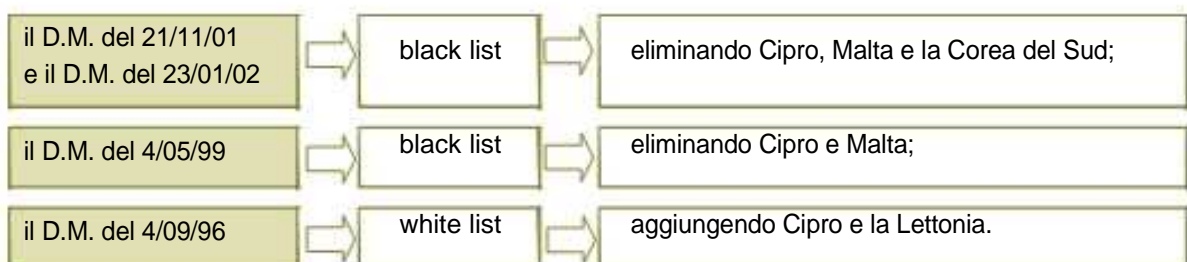 il D.M. del 21/11/01
e il D.M. del 23/01/02
black list
eliminando Cipro, Malta e la Corea del Sud;
il D.M. del 4/05/99
black list
eliminando Cipro e Malta;
il D.M. del 4/09/96
white list
aggiungendo Cipro e la Lettonia.